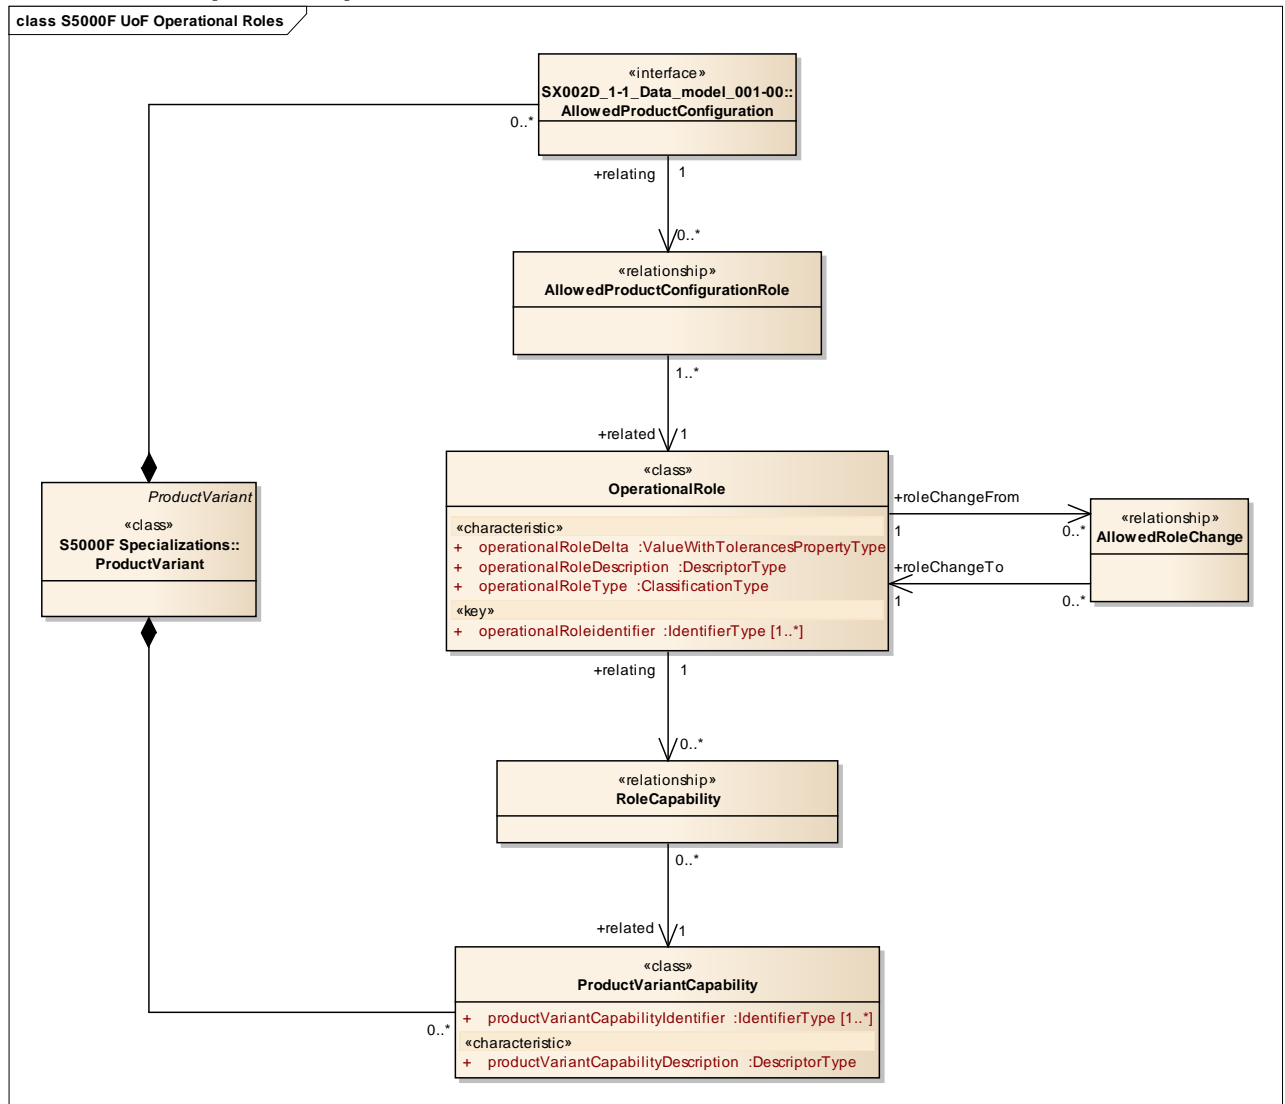 class S5000F UoF Operational Roles
«interface»
SX002D_1-1_Data_model_001-00::
AllowedProductConfiguration
0..*
+relating
1
0..*
«relationship»
AllowedProductConfigurationRole
1..*
+related
1
«class»
OperationalRole
«characteristic»
+ operationalRoleDelta :ValueWithTolerancesPropertyType
+ operationalRoleDescription :DescriptorType
+ operationalRoleType :ClassificationType
«key»
+ operationalRoleidentifier :IdentifierType [1..*]
ProductVariant
«class»
S5000F Specializations::
ProductVariant
+roleChangeFrom
1
0..*
«relationship»
AllowedRoleChange
+roleChangeTo
1
0..*
+relating
1
0..*
«relationship»
RoleCapability
0..*
+related
1
«class»
ProductVariantCapability
+ productVariantCapabilityIdentifier :IdentifierType [1..*]
«characteristic»
+ productVariantCapabilityDescription :DescriptorType
0..*